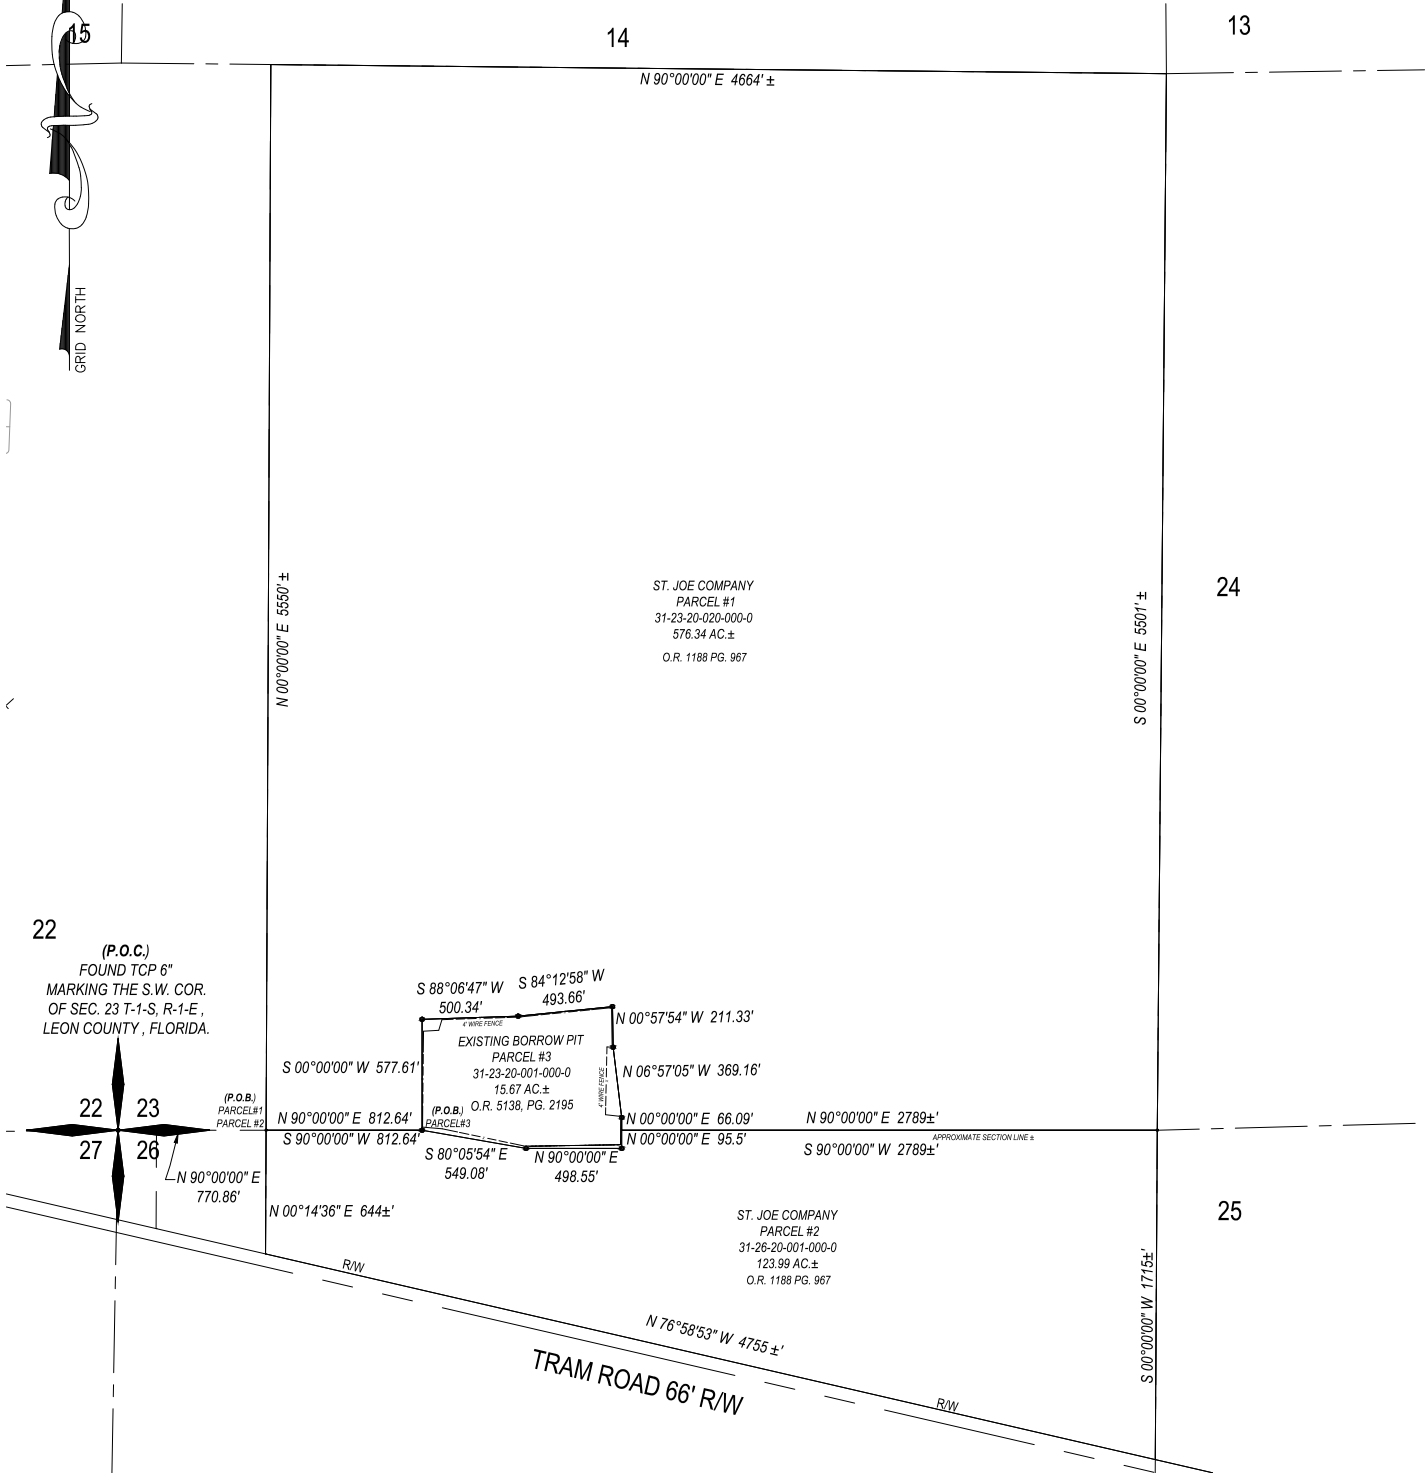 15
14
13
N 90°00'00" E 4664' ±
GRID NORTH
N 00°00'00" E 5550' ±
ST. JOE COMPANY
PARCEL #1
31-23-20-020-000-0
576.34 AC.±
O.R. 1188 PG. 967
S 00°00'00" E 5501' ±
24
22
(P.O.C.)
FOUND TCP 6"
MARKING THE S.W. COR.
OF SEC. 23 T-1-S, R-1-E ,
LEON COUNTY , FLORIDA.
S 88°06'47" W
500.34'
S 84°12'58" W
493.66'
4' WIRE FENCE
N 00°57'54" W 211.33'
EXISTING BORROW PIT
PARCEL #3
31-23-20-001-000-0
15.67 AC.±
O.R. 5138, PG. 2195
S 00°00'00" W 577.61'
4' WIRE FENCE
N 06°57'05" W 369.16'
22 23
27 26
(P.O.B.)
PARCEL#1
PARCEL #2
N 90°00'00" E 812.64'
S 90°00'00" W 812.64'
(P.O.B.)
PARCEL#3
N 00°00'00" E 66.09'
N 00°00'00" E 95.5'
N 90°00'00" E 2789±'
APPROXIMATE SECTION LINE ±
S 90°00'00" W 2789±'
S 80°05'54" E
549.08'
N 90°00'00" E
498.55'
N 90°00'00" E
770.86'
N 00°14'36" E 644±'
ST. JOE COMPANY
PARCEL #2
31-26-20-001-000-0
123.99 AC.±
O.R. 1188 PG. 967
25
S 00°00'00" W 1715±'
R/W
N 76°58'53" W 4755 ±'
TRAM ROAD 66' R/W
R/W